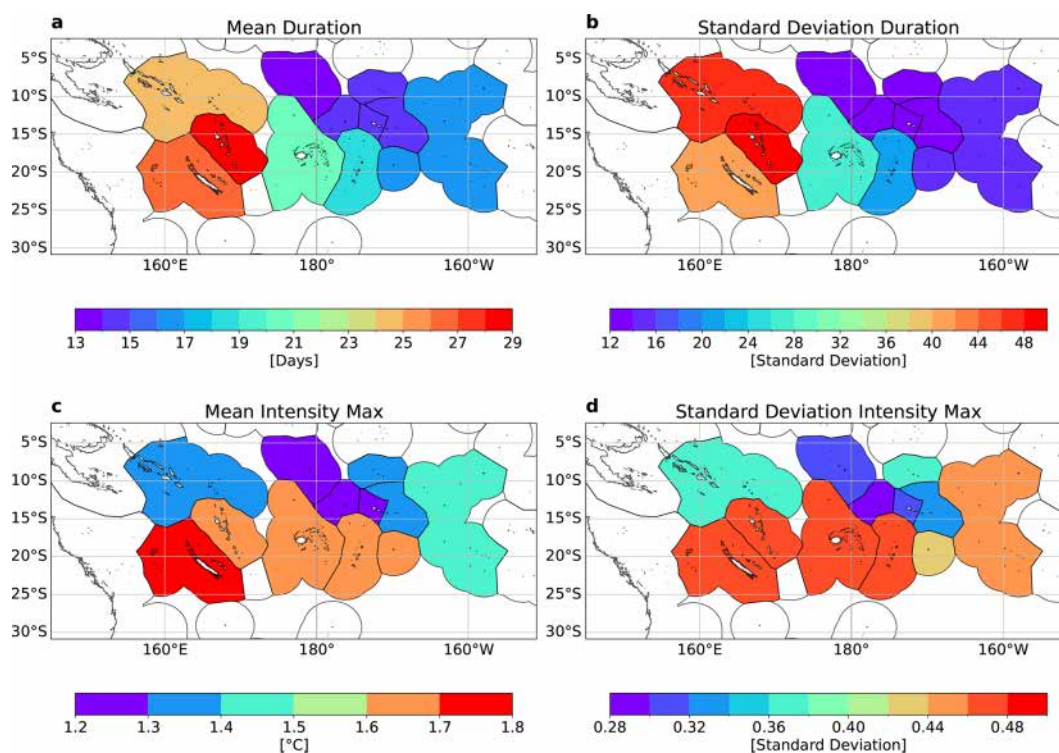 a
Mean Duration
5°S
10°S
15°S
20°S
25°S
30°S
160°E
180°
160°W
13 15 17 19 21 23 25 27 29
[Days]
b
Standard Deviation Duration
5°S
10°S
15°S
20°S
25°S
30°S
160°E
180°
160°W
12 16 20 24 28 32 36 40 44 48
[Standard Deviation]
c
Mean Intensity Max
5°S
10°S
15°S
20°S
25°S
30°S
160°E
180°
160°W
1.2 1.3 1.4 1.5 1.6 1.7 1.8
[°C]
d
Standard Deviation Intensity Max
5°S
10°S
15°S
20°S
25°S
30°S
160°E
180°
160°W
0.28 0.32 0.36 0.40 0.44 0.48
[Standard Deviation]